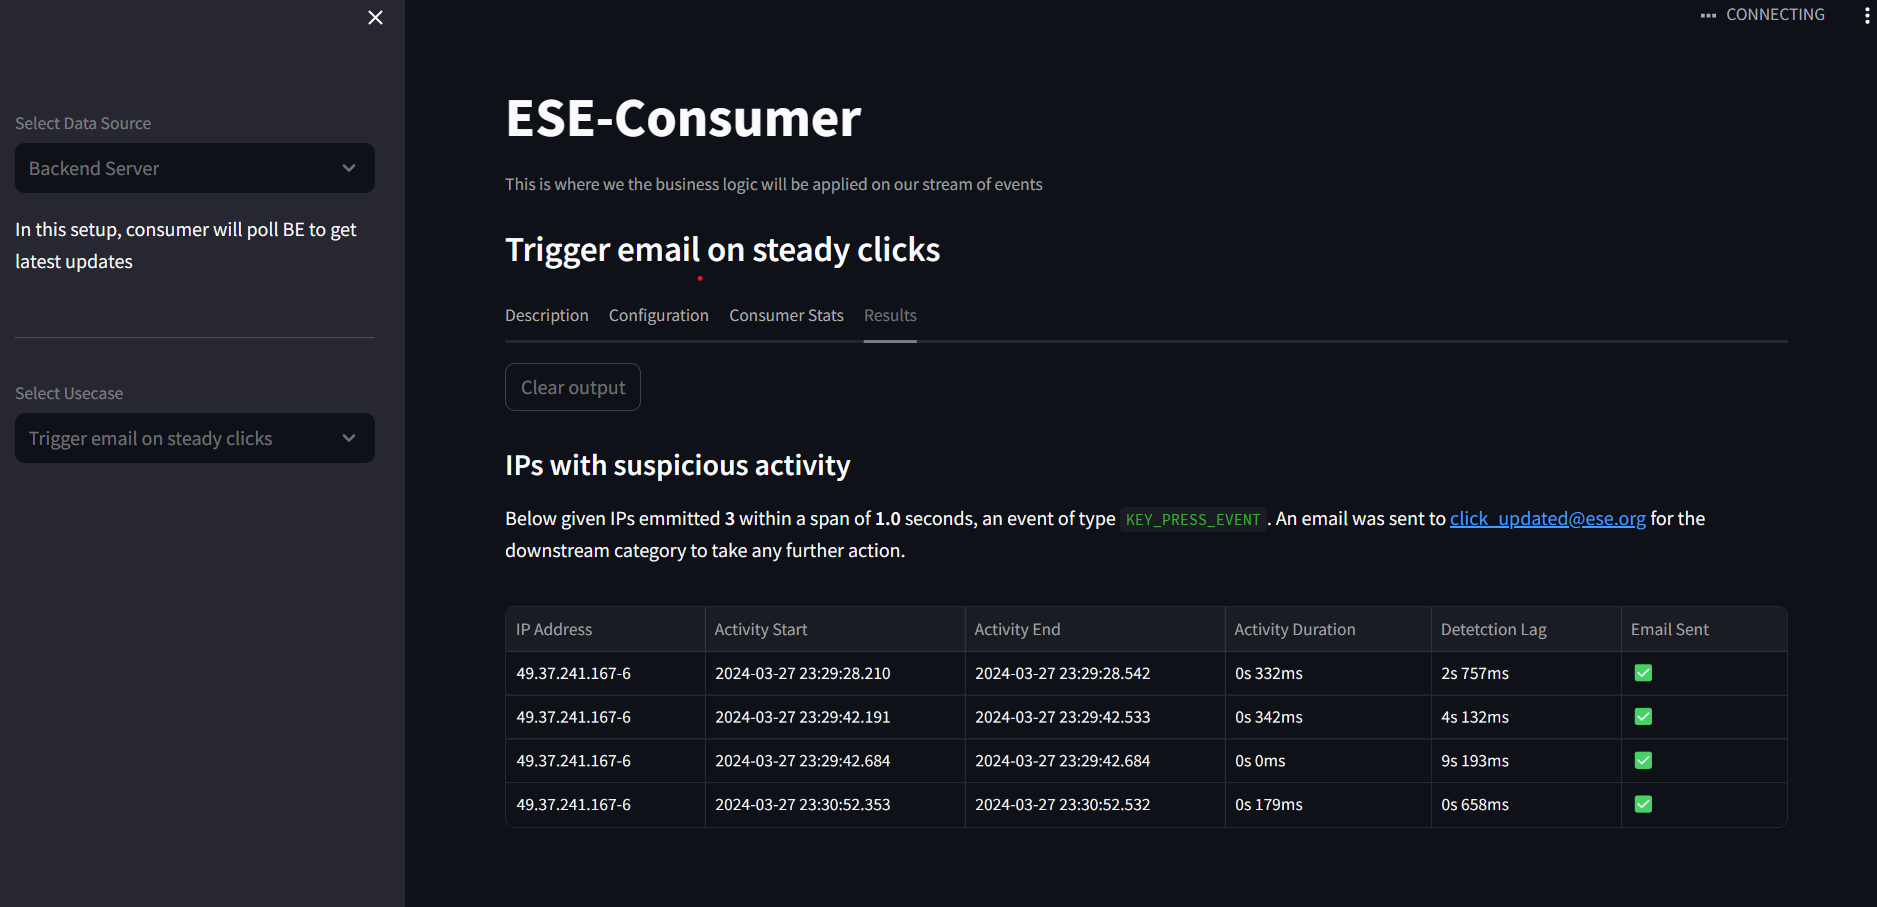 CONNECTING
Select Data Source
Backend Server
In this setup, consumer will poll BE to get
latest updates
Select Usecase
Trigger email on steady clicks
ESE-Consumer
This is where we the business logic will be applied on our stream of events
Trigger email on steady clicks
Description Configuration Consumer Stats Results
Clear output
IPs with suspicious activity
Below given IPs emmitted 3 within a span of 1.0 seconds, an event of type KEY_PRESS_EVENT. An email was sent to click_updated@ese.org for the
downstream category to take any further action.
IP Address Activity Start Activity End Activity Duration Detetction Lag Email Sent
49.37.241.167-6 2024-03-27 23:29:28.210 2024-03-27 23:29:28.542 0s 332ms 2s 757ms ✅
49.37.241.167-6 2024-03-27 23:29:42.191 2024-03-27 23:29:42.533 0s 342ms 4s 132ms ✅
49.37.241.167-6 2024-03-27 23:29:42.684 2024-03-27 23:29:42.684 0s 0ms 9s 193ms ✅
49.37.241.167-6 2024-03-27 23:30:52.353 2024-03-27 23:30:52.532 0s 179ms 0s 658ms ✅